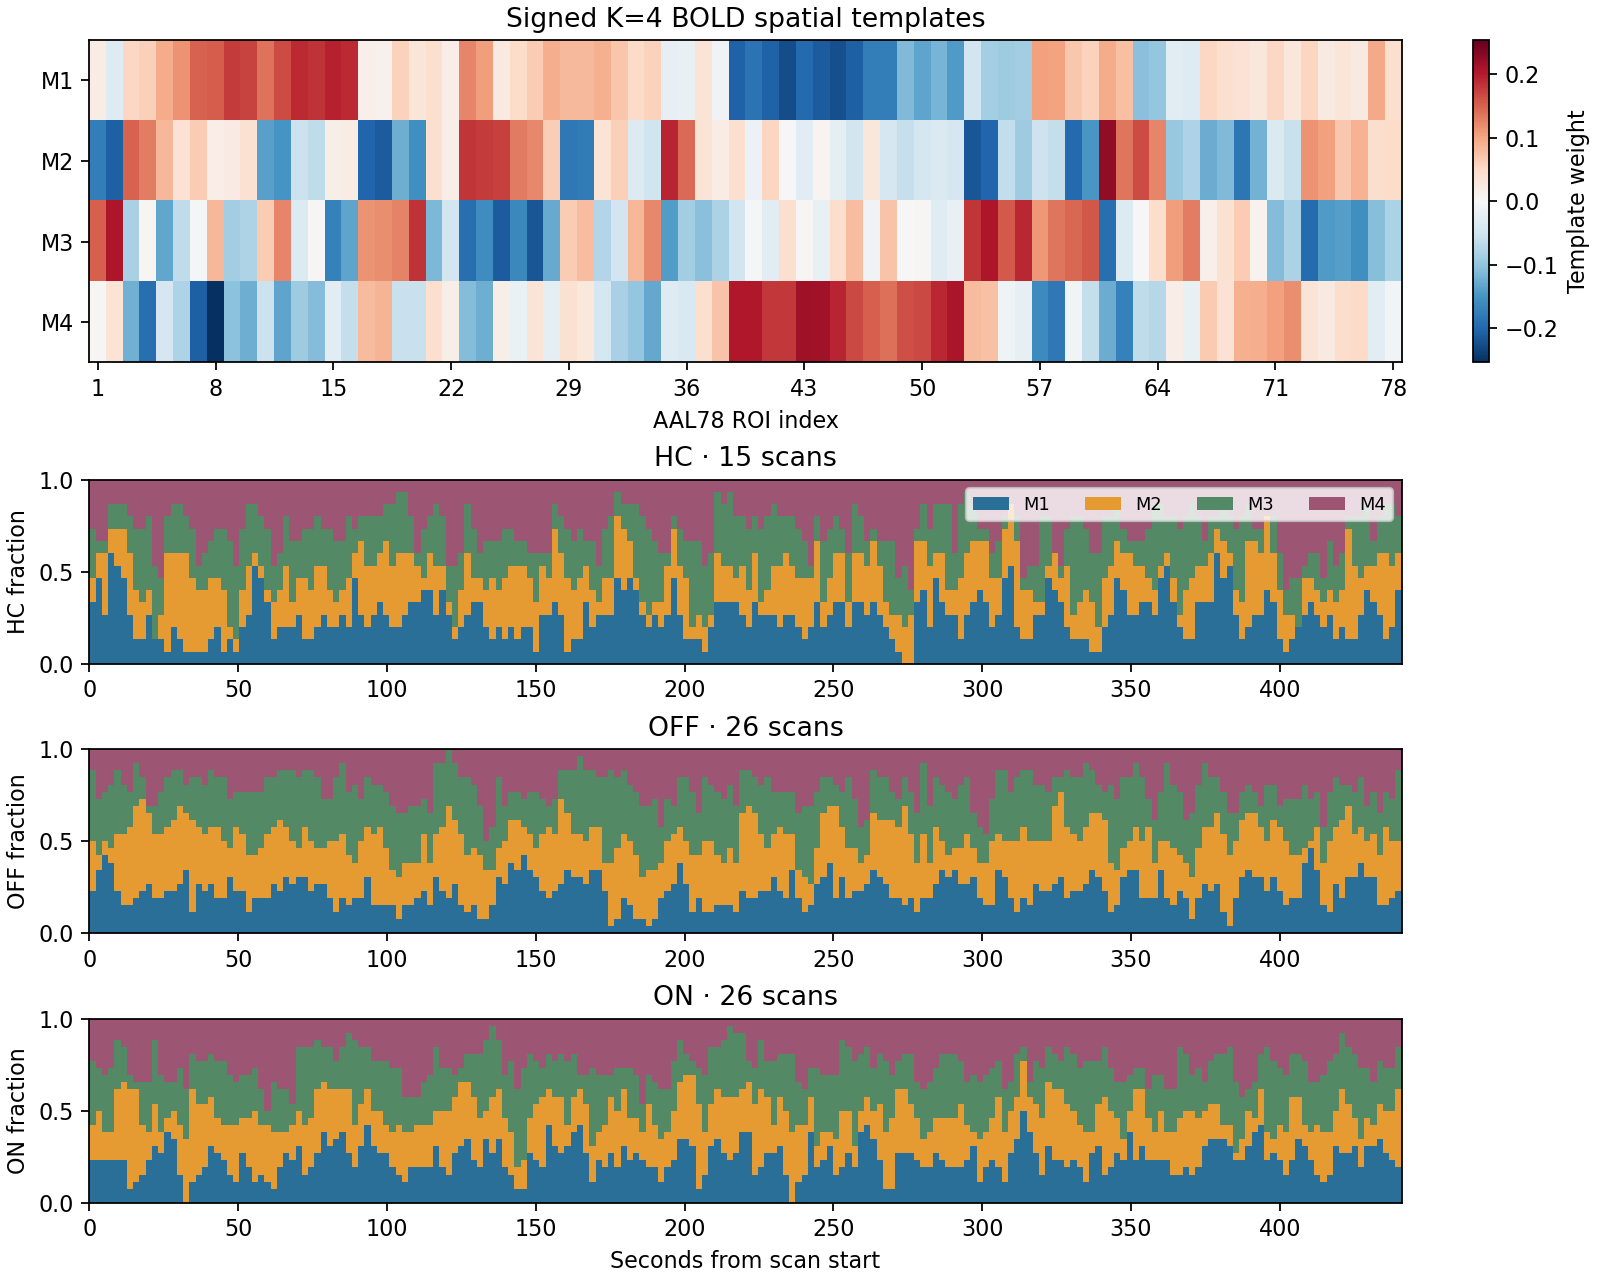 Signed K=4 BOLD spatial templates
M1
M2
M3
M4
1 8 15 22 29 36 43 50 57 64 71 78
AAL78 ROI index
0.2
0.1
0.0
−0.1
−0.2
Template weight
HC · 15 scans
1.0
0.5
0.0
HC fraction
M1 M2 M3 M4
0 50 100 150 200 250 300 350 400
OFF · 26 scans
1.0
0.5
0.0
OFF fraction
0 50 100 150 200 250 300 350 400
ON · 26 scans
1.0
0.5
0.0
ON fraction
0 50 100 150 200 250 300 350 400
Seconds from scan start